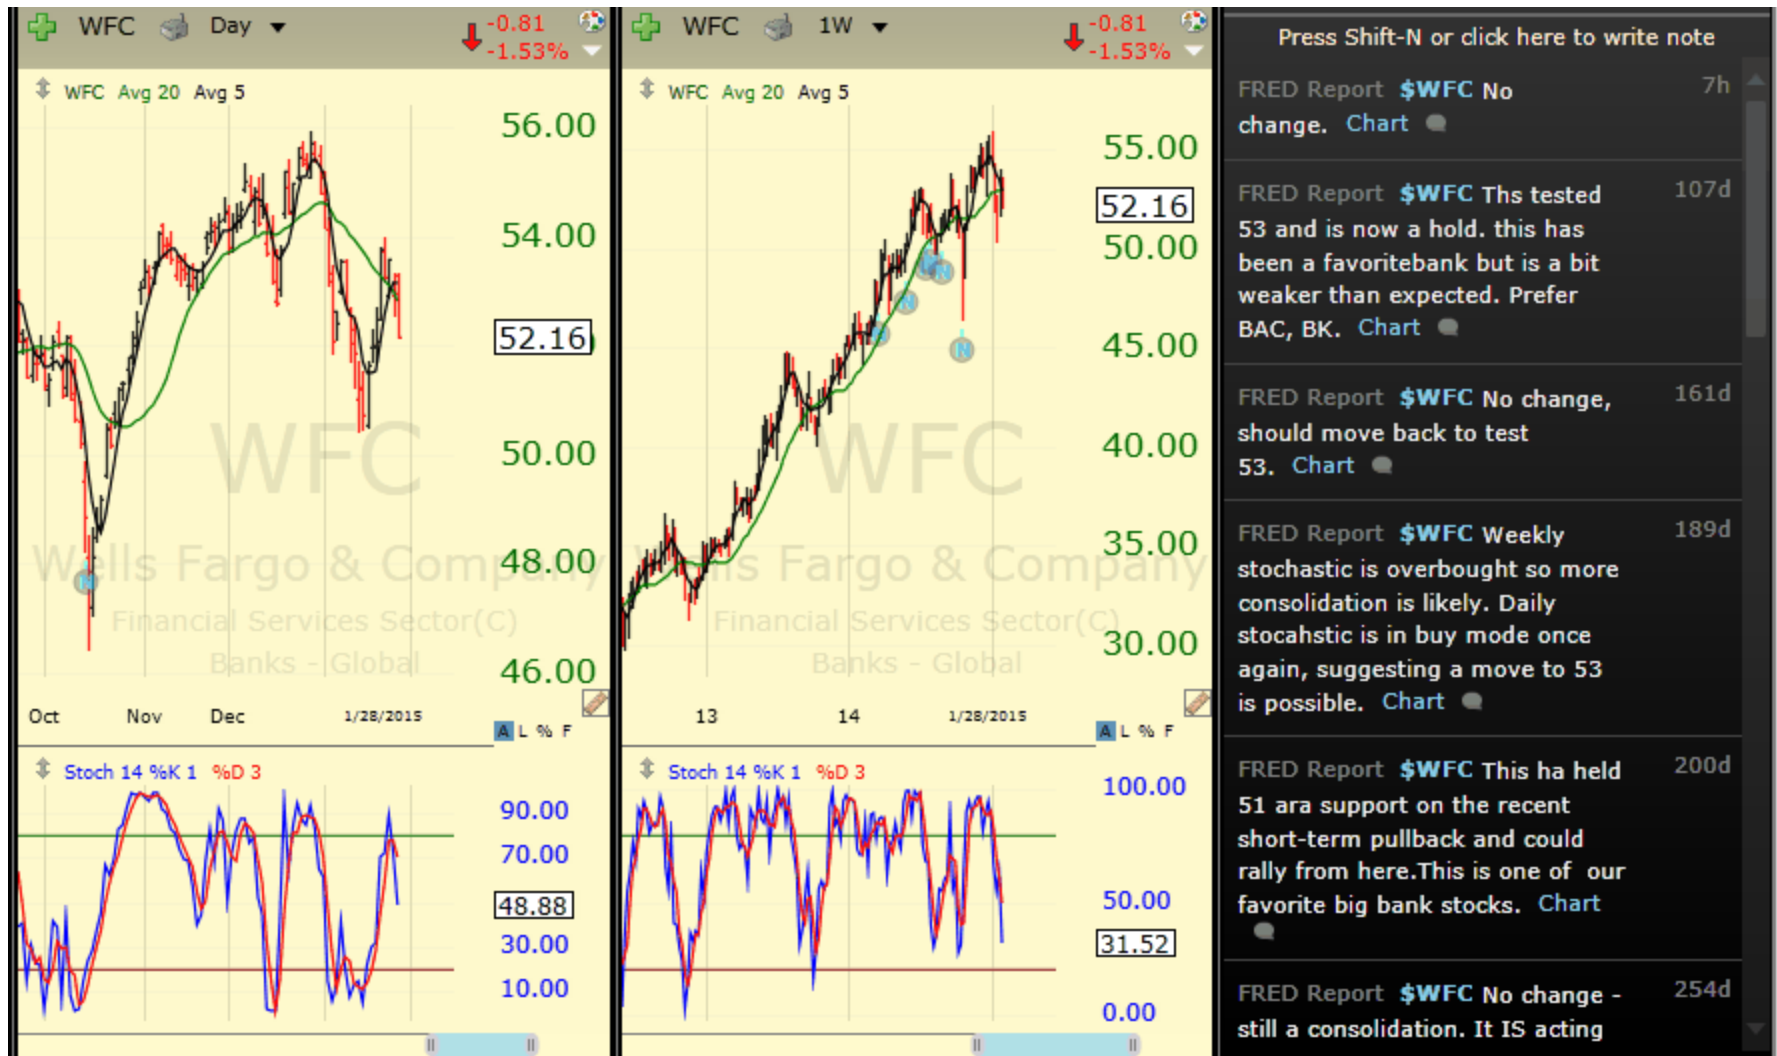 WFC Day -0.81
-1.53%
WFC Avg 20 Avg 5
56.00
54.00
52.16
50.00
48.00
46.00
WFC
Wells Fargo & Company
Financial Services Sector(C)
Banks - Global
Oct Nov Dec 1/28/2015
A L % F
Stoch 14 %K 1 %D 3
90.00
70.00
48.88
30.00
10.00
N
WFC 1W -0.81
-1.53%
WFC Avg 20 Avg 5
55.00
52.16
50.00
45.00
40.00
35.00
30.00
N
N
N
N
WFC
Wells Fargo & Company
Financial Services Sector(C)
Banks - Global
13 14 1/28/2015
A L % F
Stoch 14 %K 1 %D 3
100.00
50.00
31.52
0.00
Press Shift-N or click here to write note
FRED Report $WFC No 7h
change. Chart
FRED Report $WFC Ths tested 107d
53 and is now a hold. this has
been a favoritebank but is a bit
weaker than expected. Prefer
BAC, BK. Chart
FRED Report $WFC No change, 161d
should move back to test
53. Chart
FRED Report $WFC Weekly 189d
stochastic is overbought so more
consolidation is likely. Daily
stocahstic is in buy mode once
again, suggesting a move to 53
is possible. Chart
FRED Report $WFC This ha held 200d
51 ara support on the recent
short-term pullback and could
rally from here.This is one of our
favorite big bank stocks. Chart
FRED Report $WFC No change - 254d
still a consolidation. It IS acting